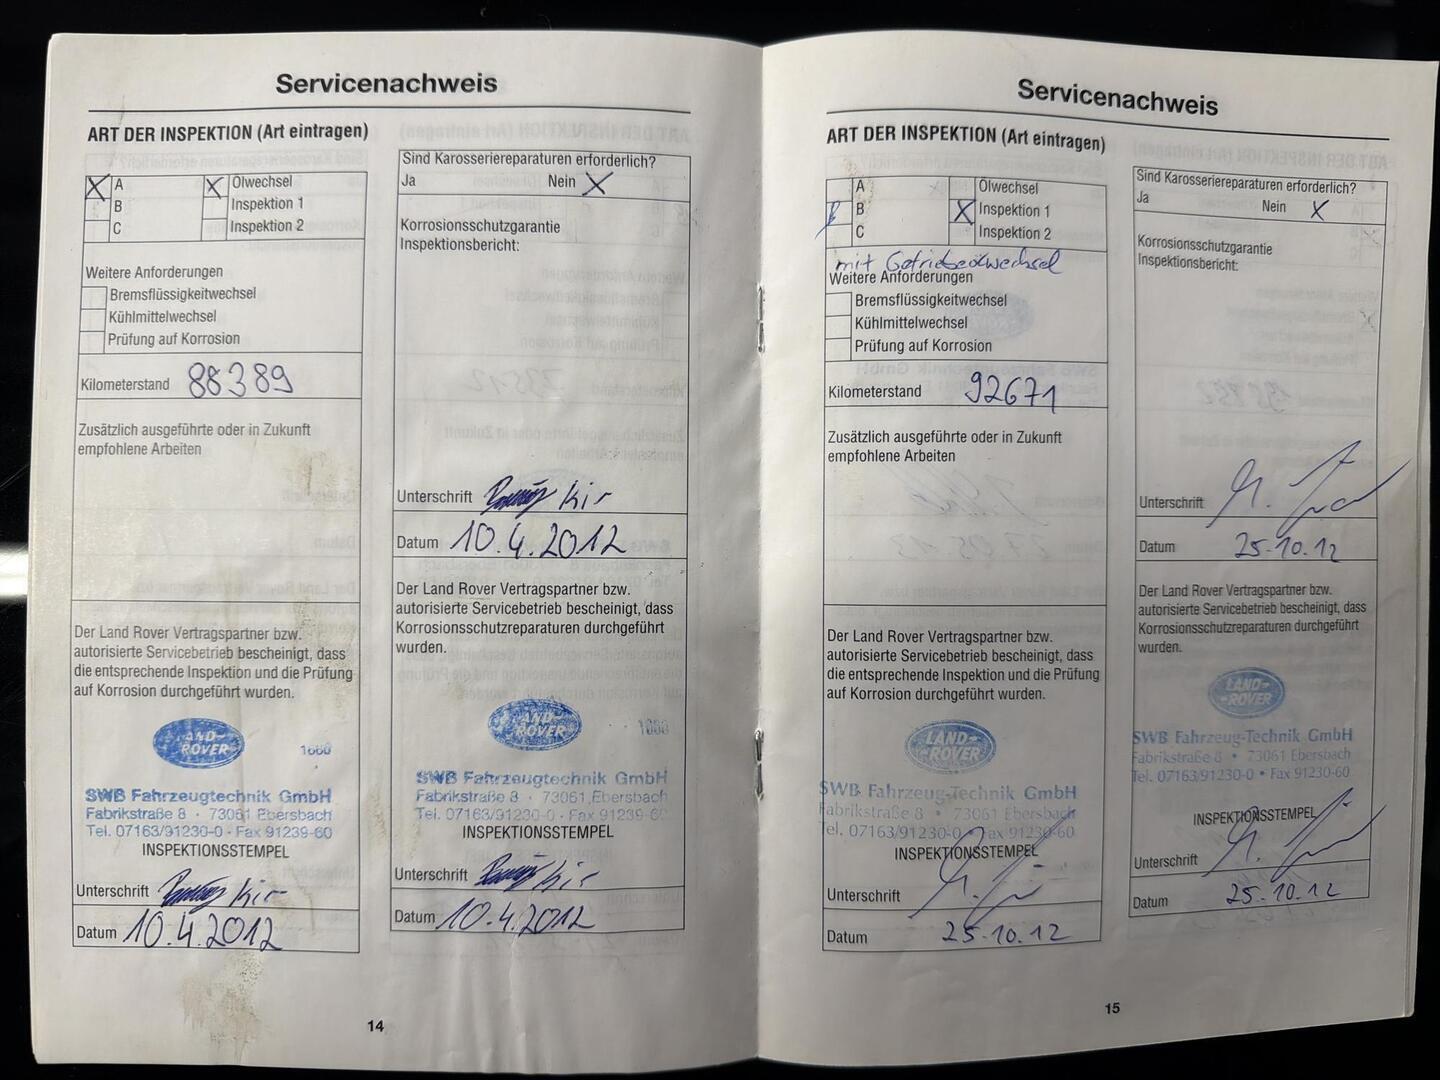 Servicenachweis
ART DER INSPEKTION (Art eintragen)
X A
B
C
X Ölwechsel
Inspektion 1
Inspektion 2
Weitere Anforderungen
Bremsflüssigkeitwechsel
Kühlmittelwechsel
Prüfung auf Korrosion
Kilometerstand 88389
Zusätzlich ausgeführte oder in Zukunft
empfohlene Arbeiten
Der Land Rover Vertragspartner bzw.
autorisierte Servicebetrieb bescheinigt, dass
die entsprechende Inspektion und die Prüfung
auf Korrosion durchgeführt wurden.
LAND-
ROVER
1660
SWB Fahrzeugtechnik GmbH
Fabrikstraße 8 · 73061 Ebersbach
Tel. 07163/91230-0 · Fax 91239-60
INSPEKTIONSSTEMPEL
Unterschrift
Datum 10.4.2012
Sind Karosseriereparaturen erforderlich?
Ja Nein X
Korrosionsschutzgarantie
Inspektionsbericht:
Unterschrift
Datum 10.4.2012
Der Land Rover Vertragspartner bzw.
autorisierte Servicebetrieb bescheinigt, dass
Korrosionsschutzreparaturen durchgeführt
wurden.
LAND-
ROVER
SWB Fahrzeugtechnik GmbH
Fabrikstraße 8 · 73061 Ebersbach
Tel. 07163/91230-0 · Fax 91239-60
INSPEKTIONSSTEMPEL
Unterschrift
Datum 10.4.2012
14
Servicenachweis
ART DER INSPEKTION (Art eintragen)
A
B
C
Ölwechsel
X Inspektion 1
Inspektion 2
mit Getriebeölwechsel
Weitere Anforderungen
Bremsflüssigkeitwechsel
Kühlmittelwechsel
Prüfung auf Korrosion
Kilometerstand 92671
Zusätzlich ausgeführte oder in Zukunft
empfohlene Arbeiten
Der Land Rover Vertragspartner bzw.
autorisierte Servicebetrieb bescheinigt, dass
die entsprechende Inspektion und die Prüfung
auf Korrosion durchgeführt wurden.
LAND-
ROVER
SWB Fahrzeug-Technik GmbH
Fabrikstraße 8 · 73061 Ebersbach
Tel. 07163/91230-0 · Fax 91230-60
INSPEKTIONSSTEMPEL
Unterschrift
Datum 25.10.12
Sind Karosseriereparaturen erforderlich?
Ja Nein X
Korrosionsschutzgarantie
Inspektionsbericht:
Unterschrift
Datum 25.10.12
Der Land Rover Vertragspartner bzw.
autorisierte Servicebetrieb bescheinigt, dass
Korrosionsschutzreparaturen durchgeführt
wurden.
LAND-
ROVER
SWB Fahrzeug-Technik GmbH
Fabrikstraße 8 · 73061 Ebersbach
Tel. 07163/91230-0 · Fax 91230-60
INSPEKTIONSSTEMPEL
Unterschrift
Datum 25.10.12
15